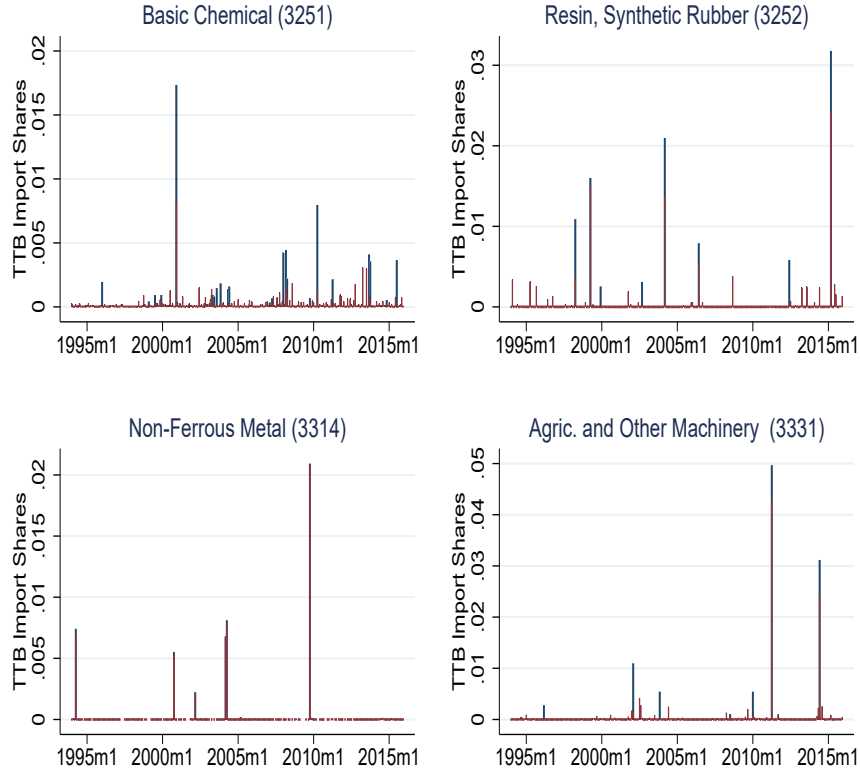 Basic Chemical (3251)
TTB Import Shares
.02
.015
.01
.005
0
1995m1 2000m1 2005m1 2010m1 2015m1
Resin, Synthetic Rubber (3252)
TTB Import Shares
.03
.02
.01
0
1995m1 2000m1 2005m1 2010m1 2015m1
Non-Ferrous Metal (3314)
TTB Import Shares
.02
.015
.01
.005
0
1995m1 2000m1 2005m1 2010m1 2015m1
Agric. and Other Machinery (3331)
TTB Import Shares
.05
.04
.03
.02
.01
0
1995m1 2000m1 2005m1 2010m1 2015m1